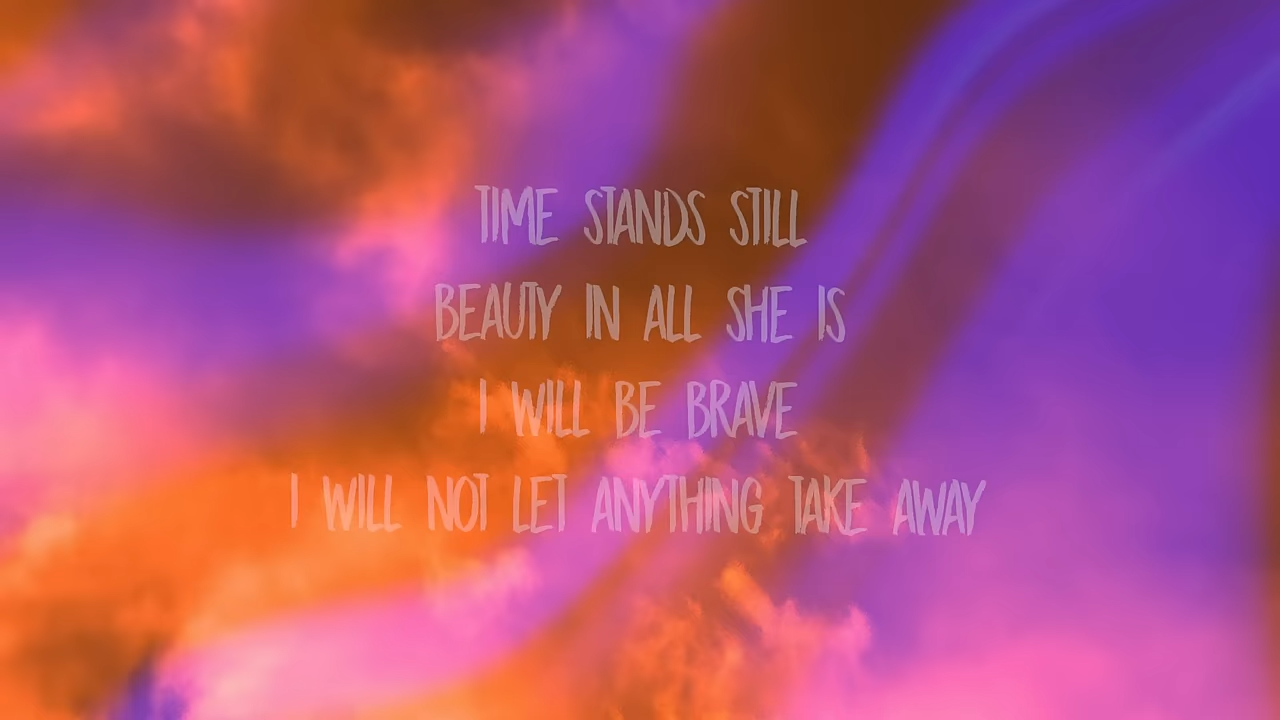 TIME STANDS STILL
BEAUTY IN ALL SHE IS
I WILL BE BRAVE
I WILL NOT LET ANYTHING TAKE AWAY